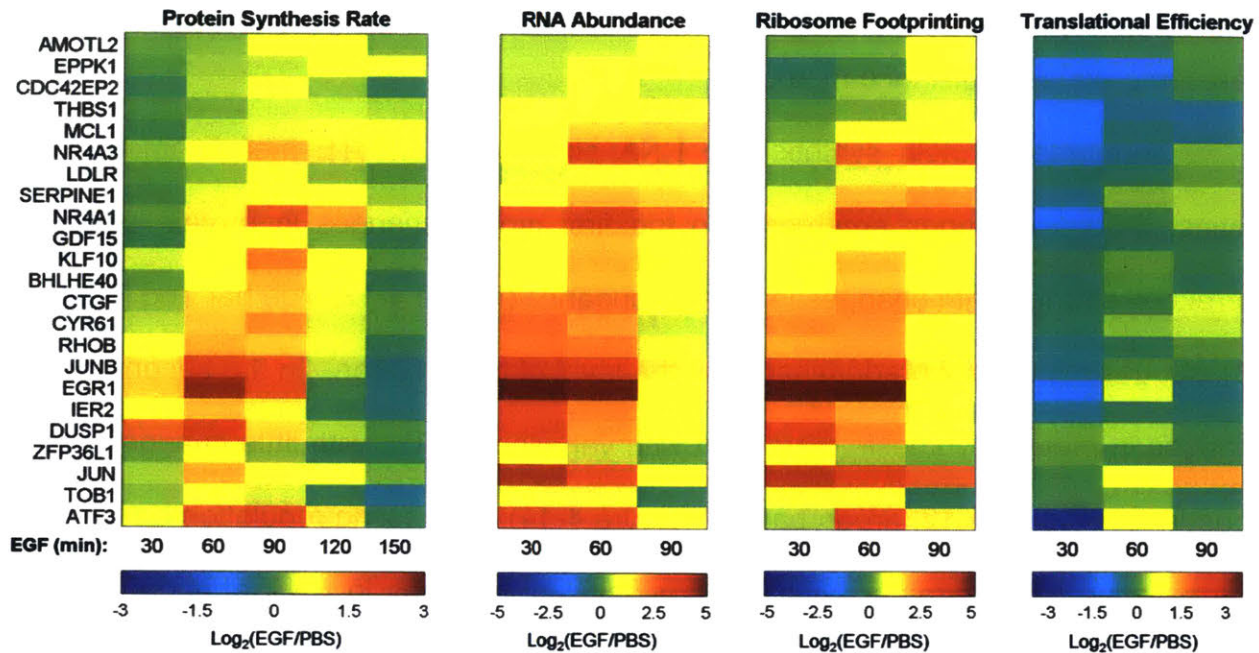 Protein Synthesis Rate RNA Abundance Ribosome Footprinting Translational Efficiency
AMOTL2
EPPK1
CDC42EP2
THBS1
MCL1
NR4A3
LDLR
SERPINE1
NR4A1
GDF15
KLF10
BHLHE40
CTGF
CYR61
RHOB
JUNB
EGR1
IER2
DUSP1
ZFP36L1
JUN
TOB1
ATF3
EGF (min): 30 60 90 120 150 30 60 90 30 60 90 30 60 90
-3 -1.5 0 1.5 3 -5 -2.5 0 2.5 5 -5 -2.5 0 2.5 5 -3 -1.5 0 1.5 3
Log2(EGF/PBS) Log2(EGF/PBS) Log2(EGF/PBS) Log2(EGF/PBS)